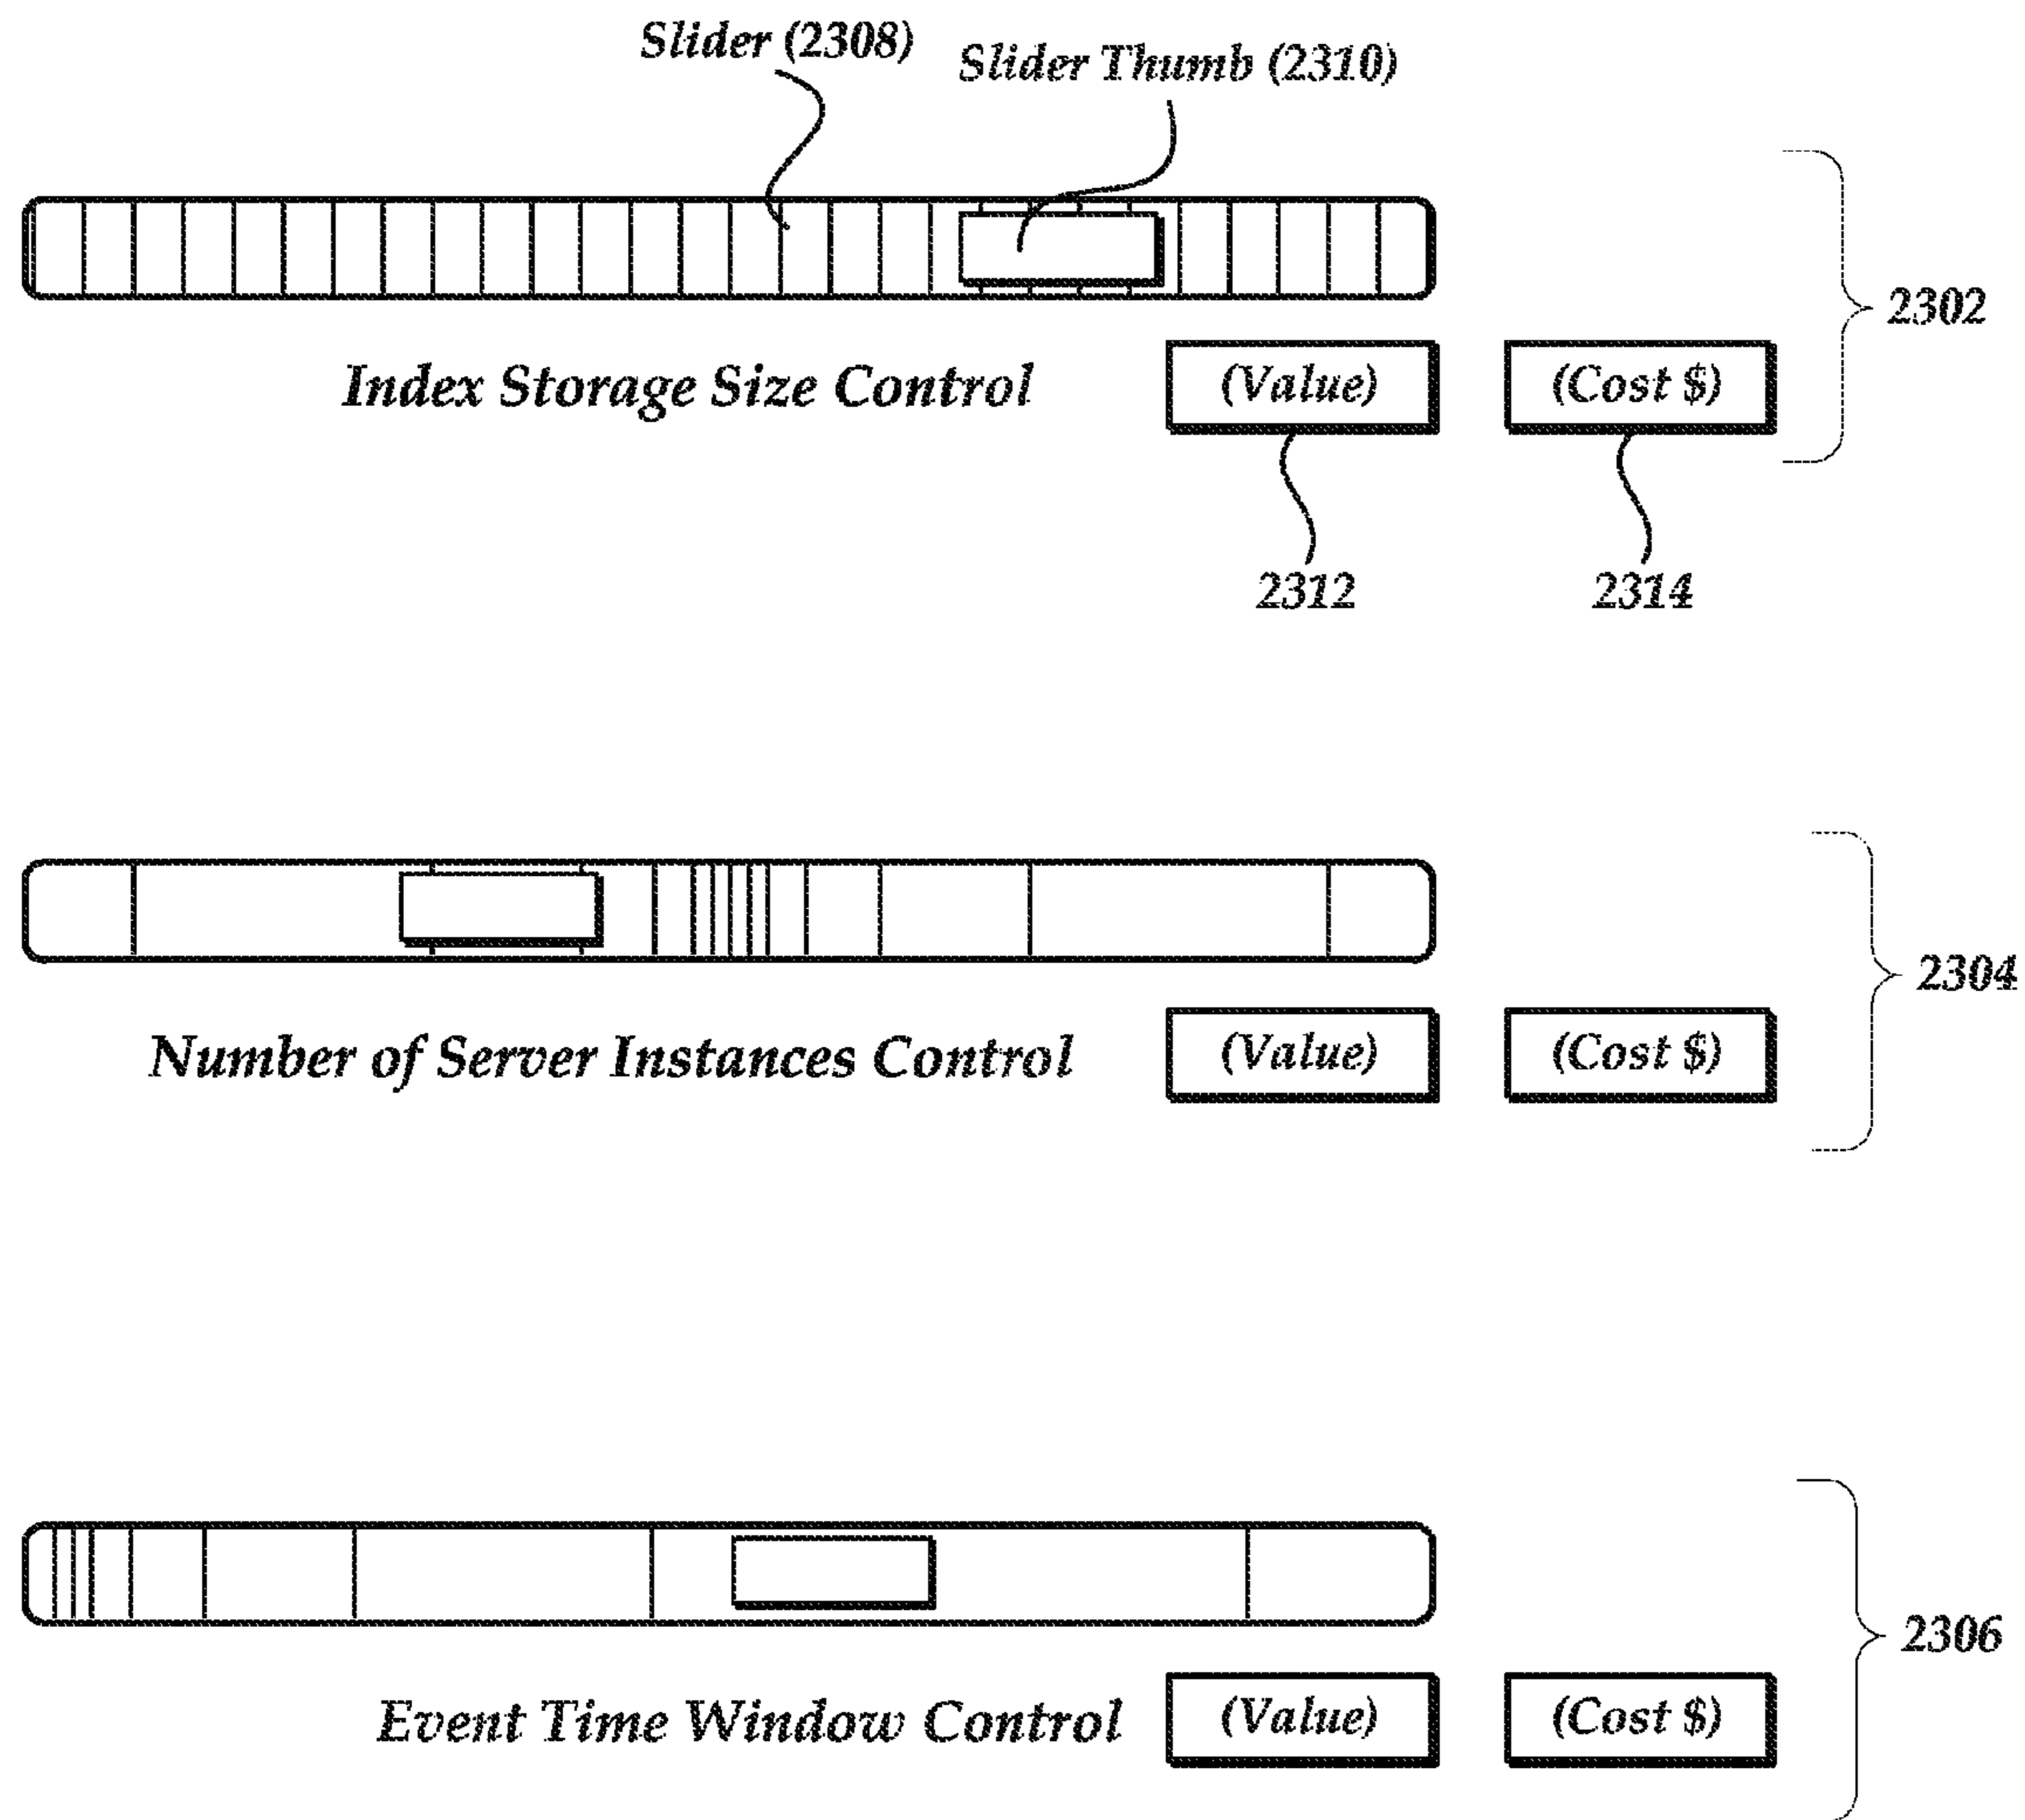 Slider (2308)
Slider Thumb (2310)
2302
Index Storage Size Control (Value) (Cost $)
2312 2314
2304
Number of Server Instances Control (Value) (Cost $)
2306
Event Time Window Control (Value) (Cost $)